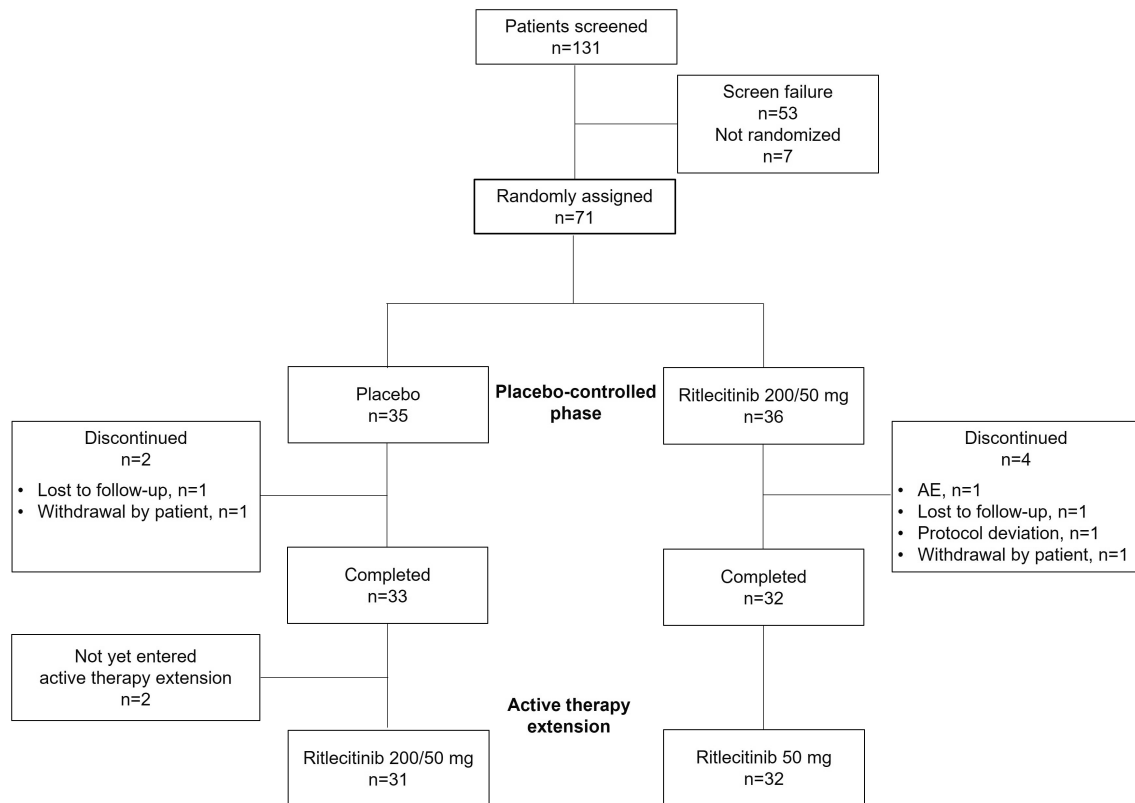 Patients screened
n=131
Screen failure
n=53
Not randomized
n=7
Randomly assigned
n=71
Placebo
n=35
Placebo-controlled
phase
Ritlecitinib 200/50 mg
n=36
Discontinued
n=2
• Lost to follow-up, n=1
• Withdrawal by patient, n=1
Discontinued
n=4
• AE, n=1
• Lost to follow-up, n=1
• Protocol deviation, n=1
• Withdrawal by patient, n=1
Completed
n=33
Completed
n=32
Not yet entered
active therapy extension
n=2
Active therapy
extension
Ritlecitinib 200/50 mg
n=31
Ritlecitinib 50 mg
n=32